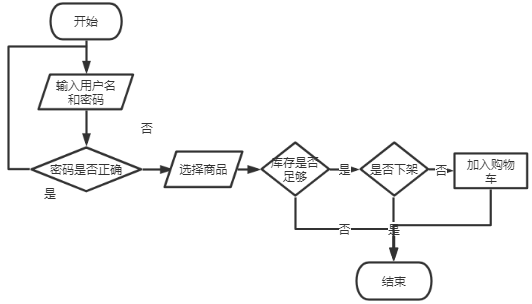 开始
输入用户名
和密码
否
密码是否正确
是
选择商品
库存是否
足够
是
是否下架
否
加入购物
车
否
是
结束